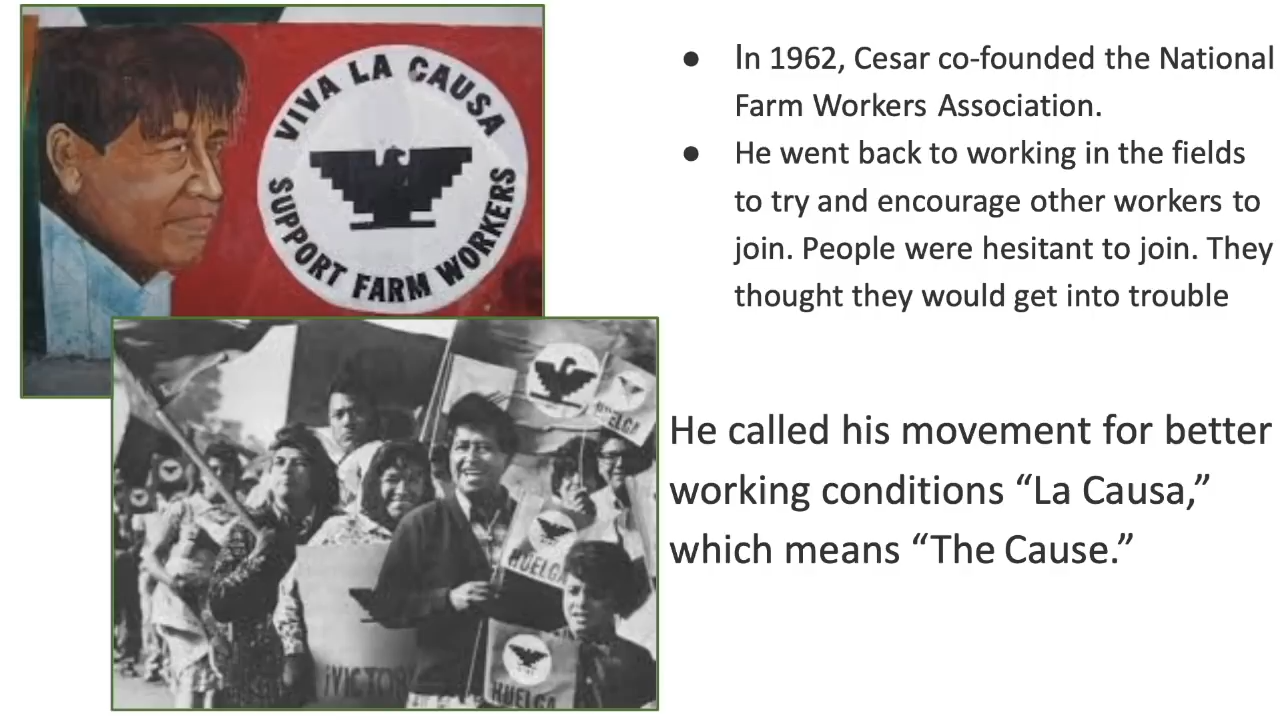 VIVA LA CAUSA
SUPPORT FARM WORKERS
HUELGA
HUELGA
¡VICTOR
HUELGA
● In 1962, Cesar co-founded the National
Farm Workers Association.
● He went back to working in the fields
to try and encourage other workers to
join. People were hesitant to join. They
thought they would get into trouble
He called his movement for better
working conditions “La Causa,”
which means “The Cause.”